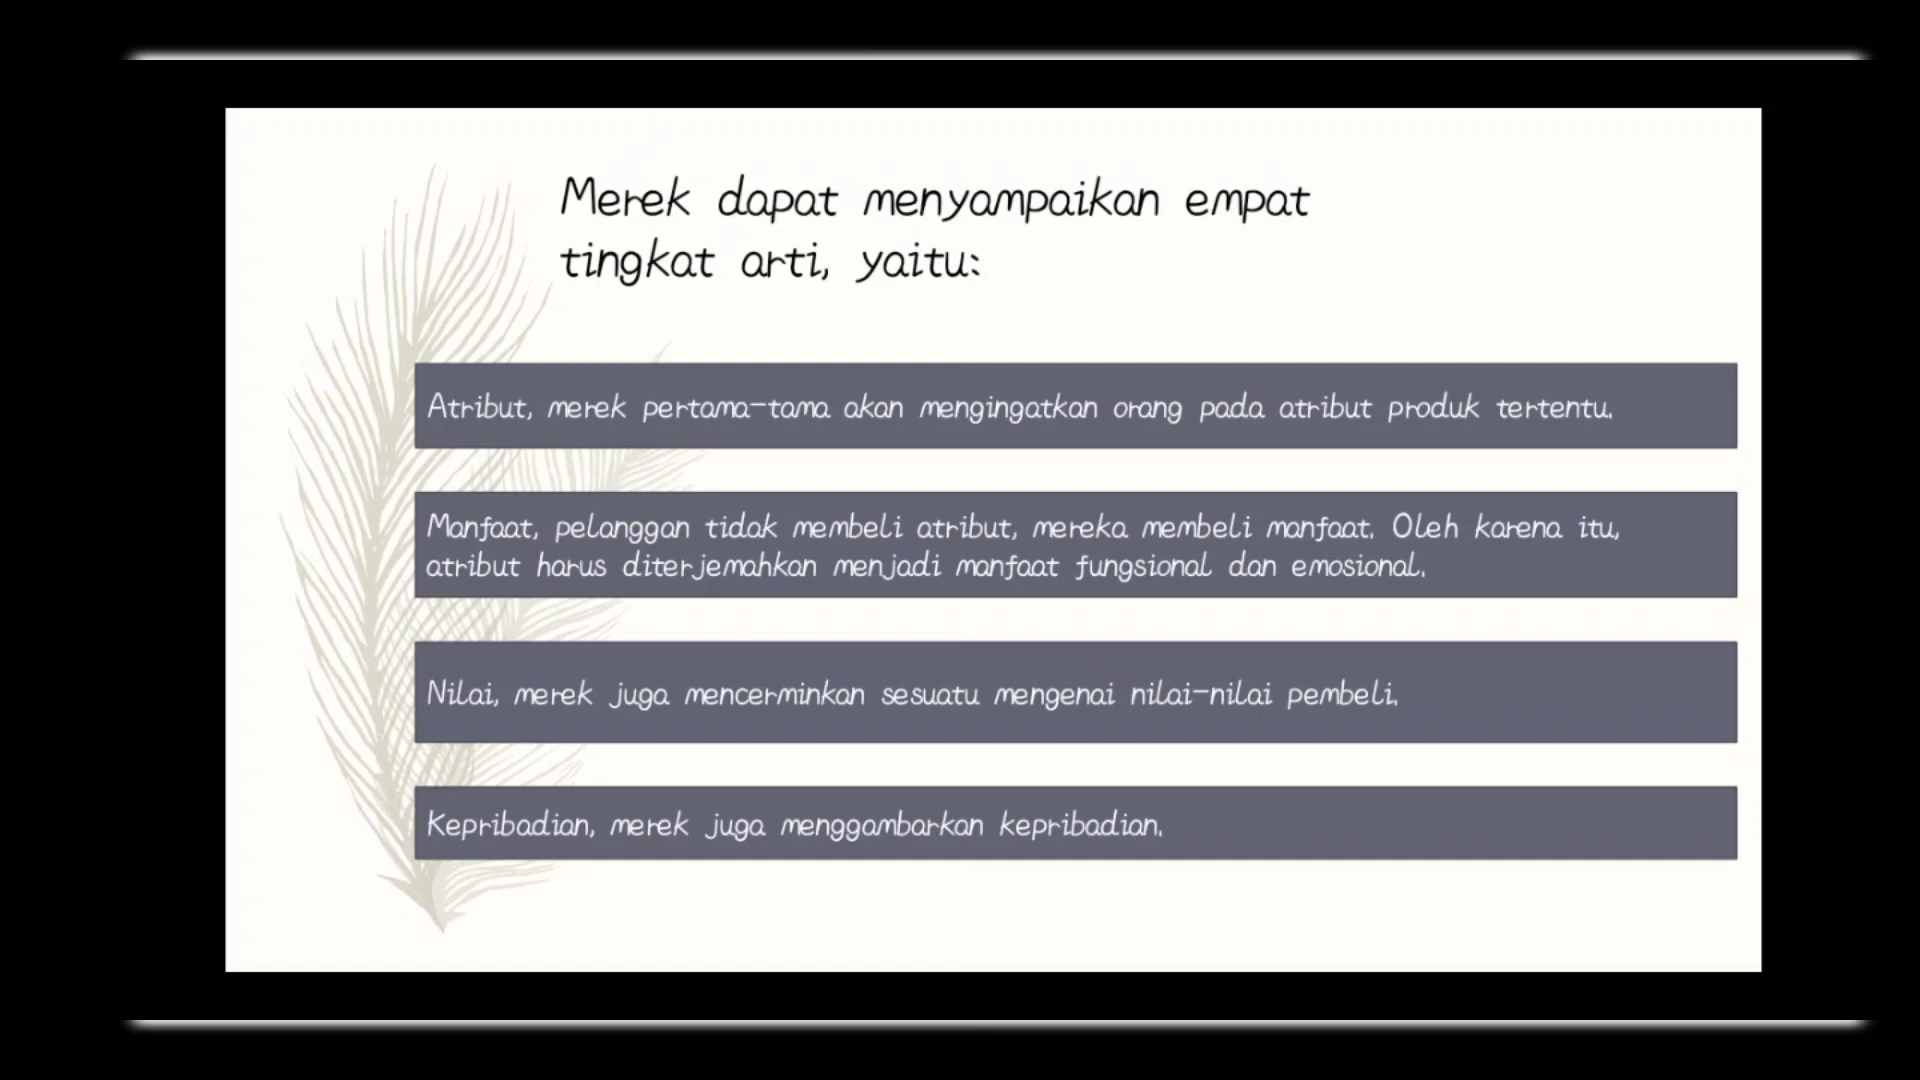 Merek dapat menyampaikan empat
tingkat arti, yaitu:
Atribut, merek pertama-tama akan mengingatkan orang pada atribut produk tertentu.
Manfaat, pelanggan tidak membeli atribut, mereka membeli manfaat. Oleh karena itu,
atribut harus diterjemahkan menjadi manfaat fungsional dan emosional.
Nilai, merek juga mencerminkan sesuatu mengenai nilai-nilai pembeli.
Kepribadian, merek juga menggambarkan kepribadian.